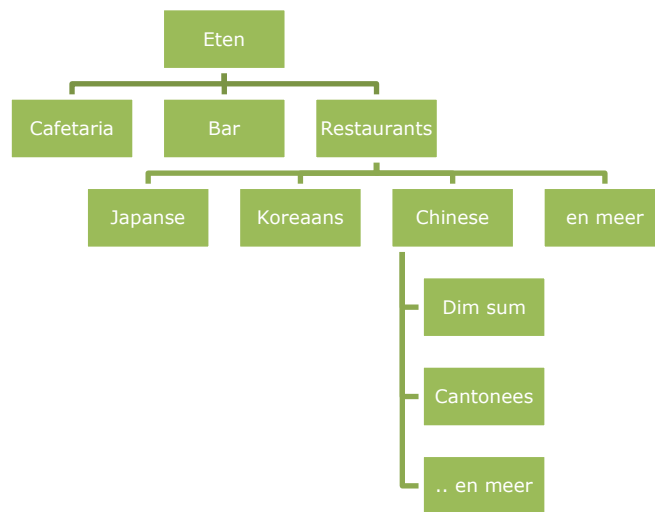 Eten
Cafetaria
Bar
Restaurants
Japanse
Koreaans
Chinese
en meer
Dim sum
Cantonees
.. en meer